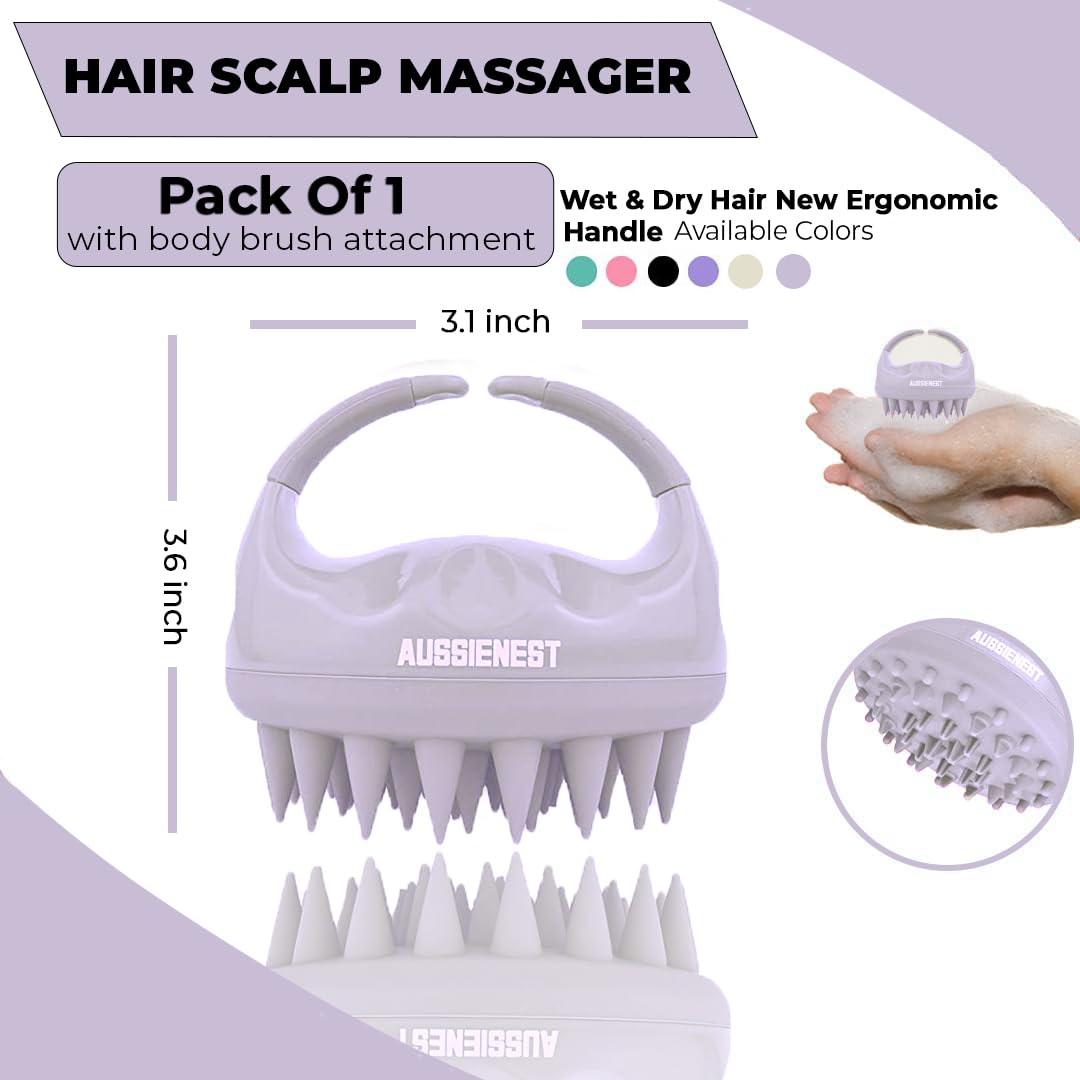 HAIR SCALP MASSAGER
Pack Of 1
with body brush attachment
Wet & Dry Hair New Ergonomic
Handle Available Colors
3.1 inch
3.6 inch
AUSSIENEST
AUSSIENEST
AUSSIENEST
AUSSIENEST